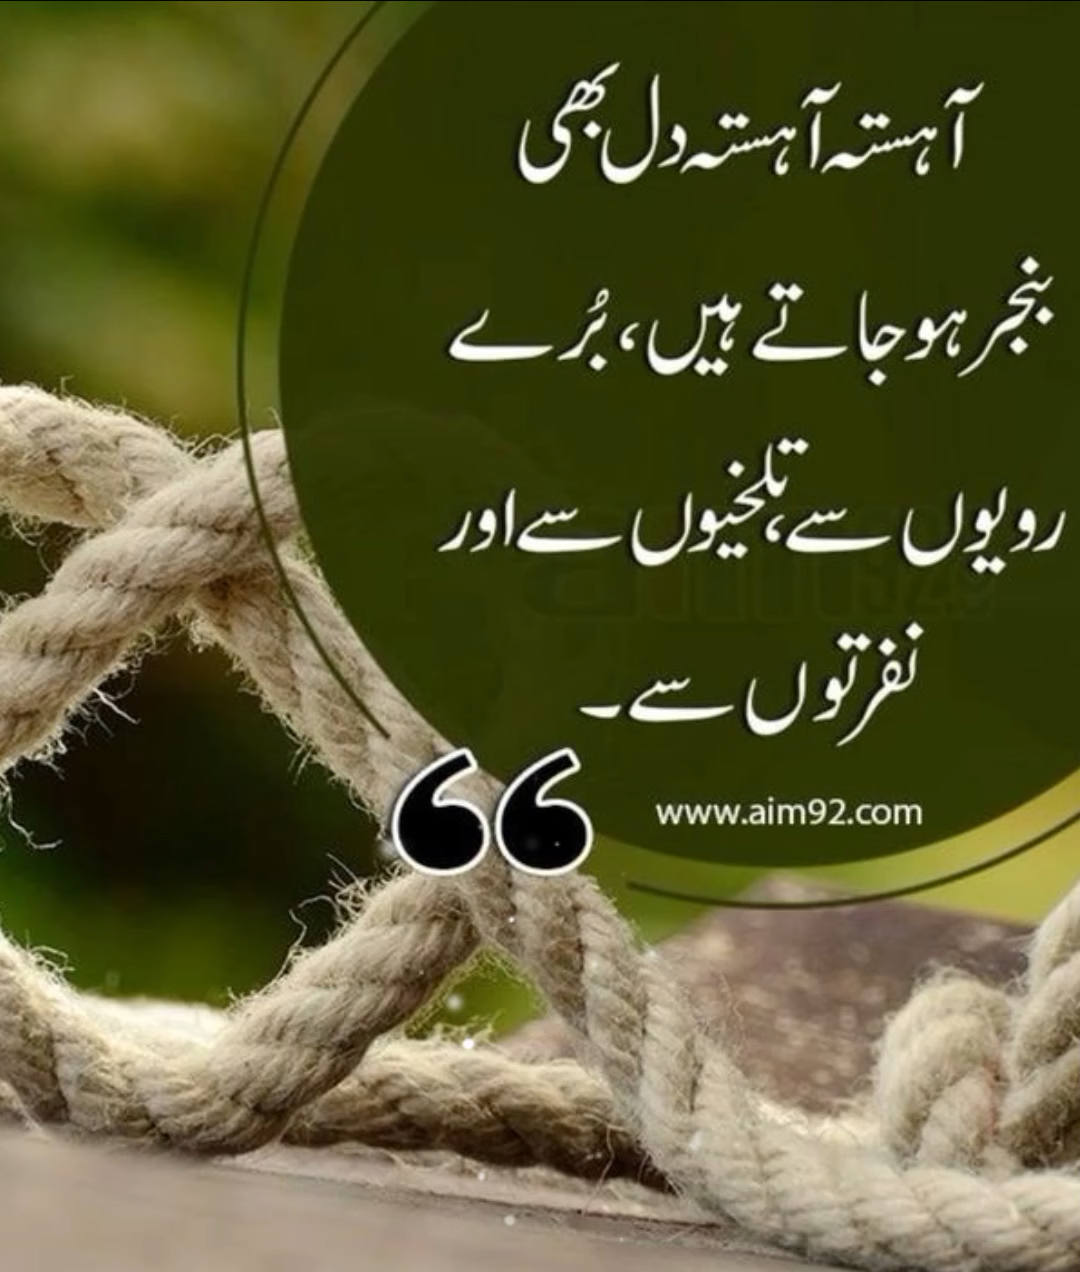 آہستہ آہستہ دل بھی
بنجر ہو جاتے ہیں، بُرے
رویوں سے، تلخیوں سے اور
نفرتوں سے۔
www.aim92.com